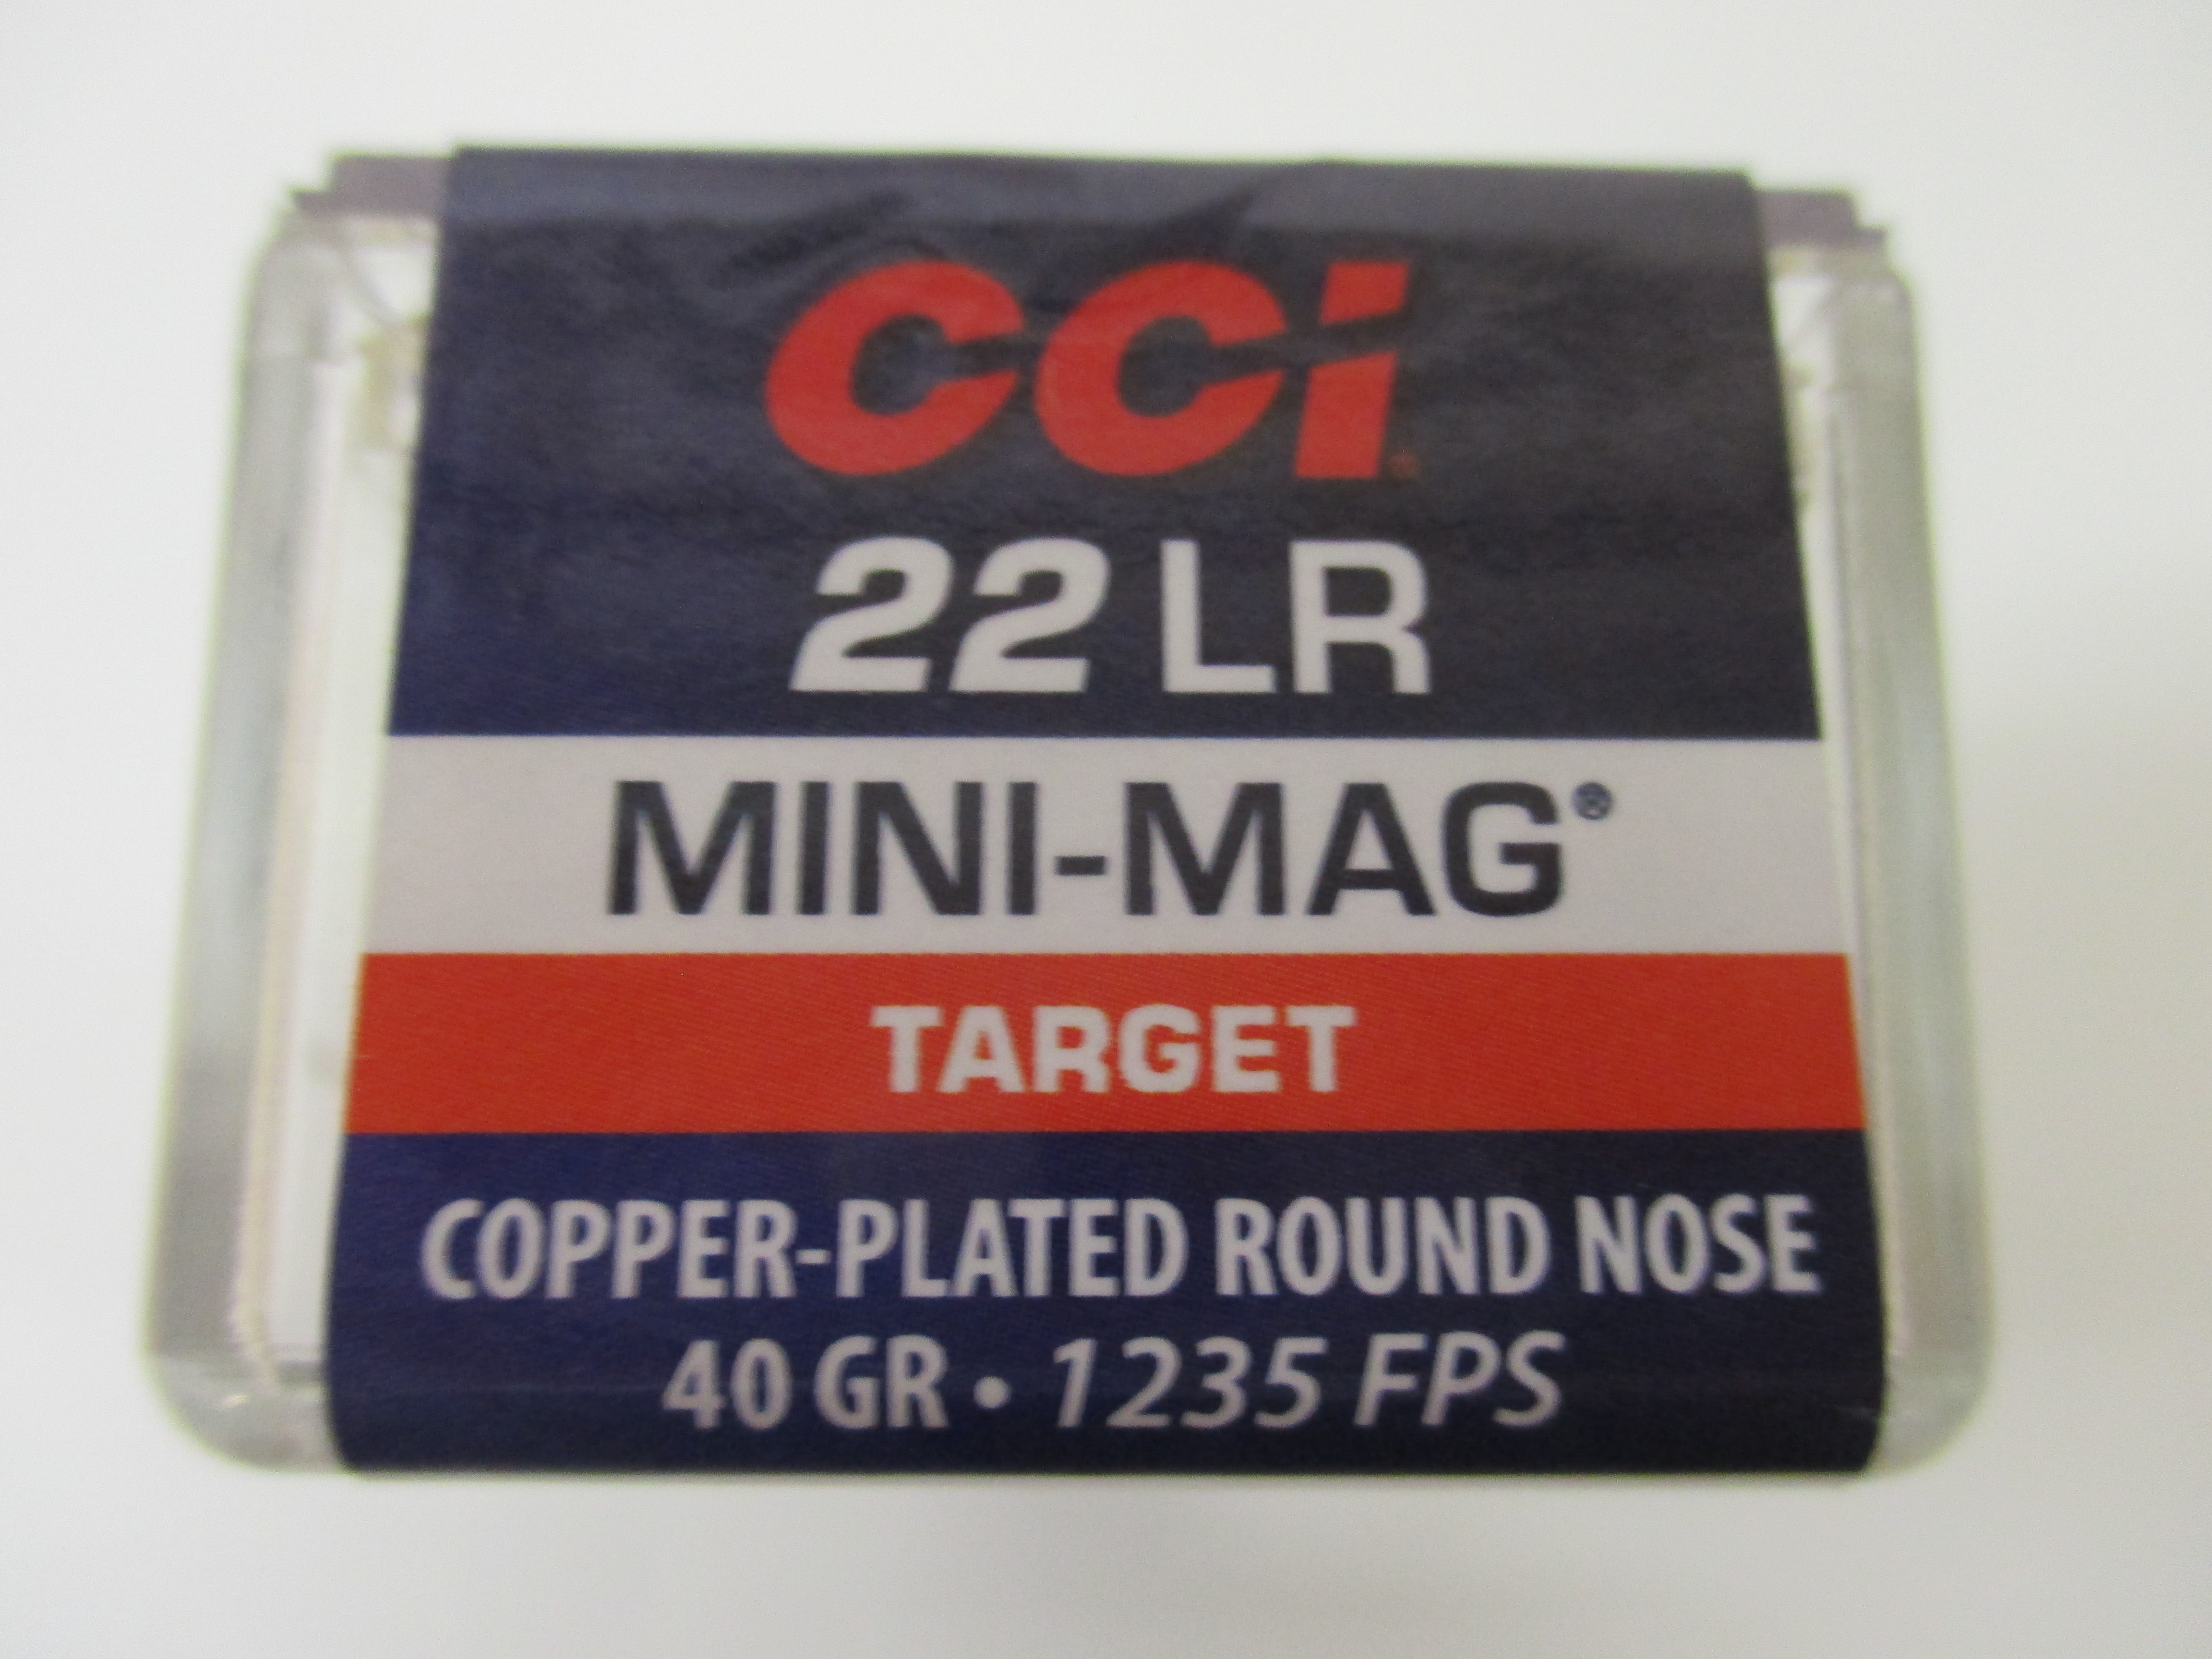 CCi
22 LR
MINI-MAG®
TARGET
COPPER-PLATED ROUND NOSE
40 GR • 1235 FPS